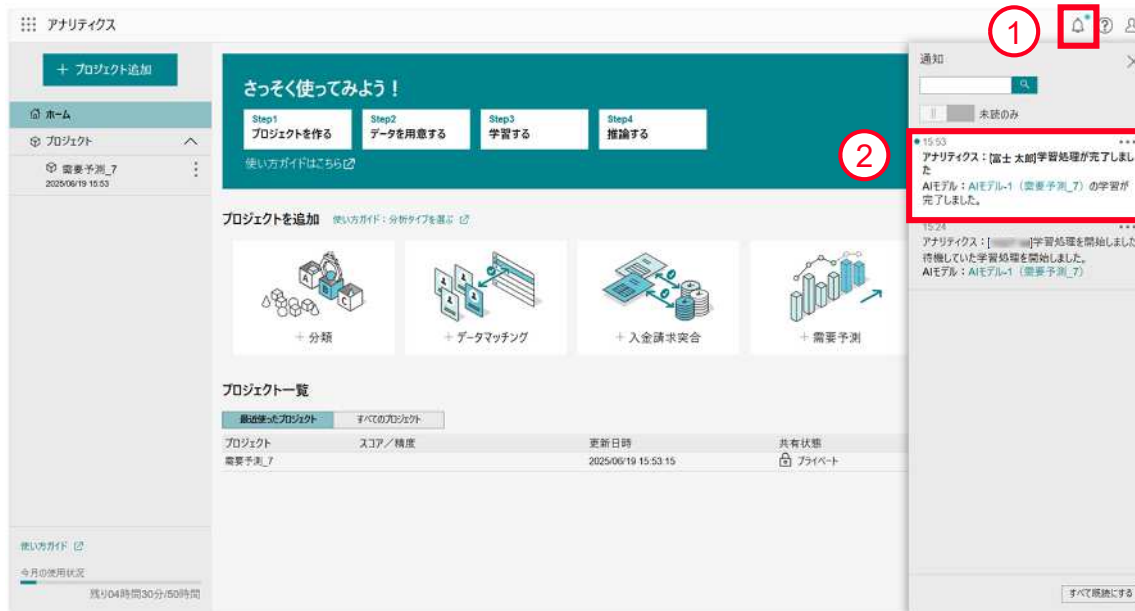 アナリティクス
1
+ プロジェクト追加
ホーム
プロジェクト
需要予測_7
2025/06/19 15:53
さっそく使ってみよう！
Step1
プロジェクトを作る
Step2
データを用意する
Step3
学習する
Step4
推論する
使い方ガイドはこちら
プロジェクトを追加 使い方ガイド：分析タイプを選ぶ
A B C
+ 分類
+ データマッチング
+ 入金請求突合
+ 需要予測
プロジェクト一覧
最近使ったプロジェクト すべてのプロジェクト
プロジェクト スコア／精度 更新日時 共有状態
需要予測_7 2025/06/19 15:53:15 プライベート
使い方ガイド
今月の使用状況
残り04時間30分/50時間
通知
未読のみ
2
15:53
アナリティクス：[富士 太郎]学習処理が完了しまし
た
AIモデル：AIモデル-1（需要予測_7）の学習が
完了しました。
15:24
アナリティクス：[ ]学習処理を開始しました
待機していた学習処理を開始しました。
AIモデル：AIモデル-1（需要予測_7）
すべて既読にする